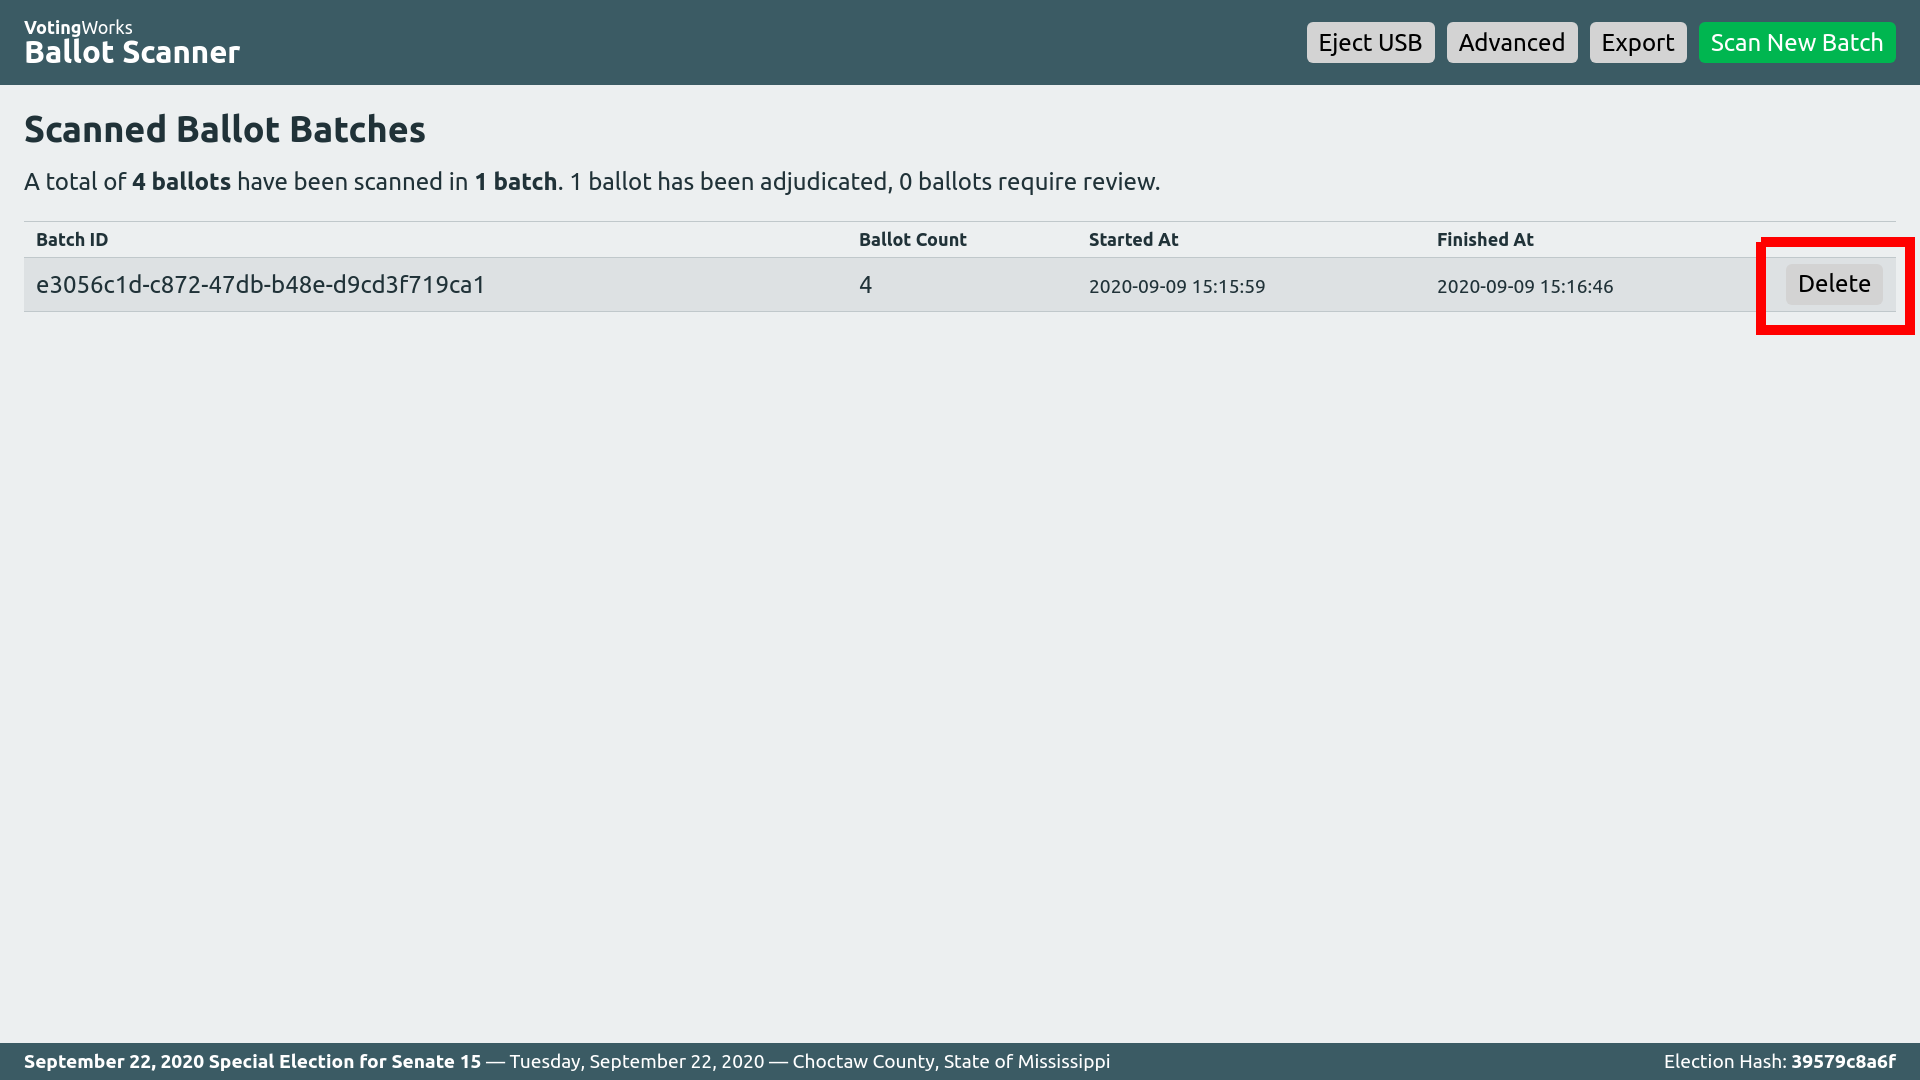 VotingWorks
Ballot Scanner
Eject USB Advanced Export Scan New Batch
Scanned Ballot Batches
A total of 4 ballots have been scanned in 1 batch. 1 ballot has been adjudicated, 0 ballots require review.
Batch ID Ballot Count Started At Finished At
e3056c1d-c872-47db-b48e-d9cd3f719ca1 4 2020-09-09 15:15:59 2020-09-09 15:16:46 Delete
September 22, 2020 Special Election for Senate 15 — Tuesday, September 22, 2020 — Choctaw County, State of Mississippi Election Hash: 39579c8a6f